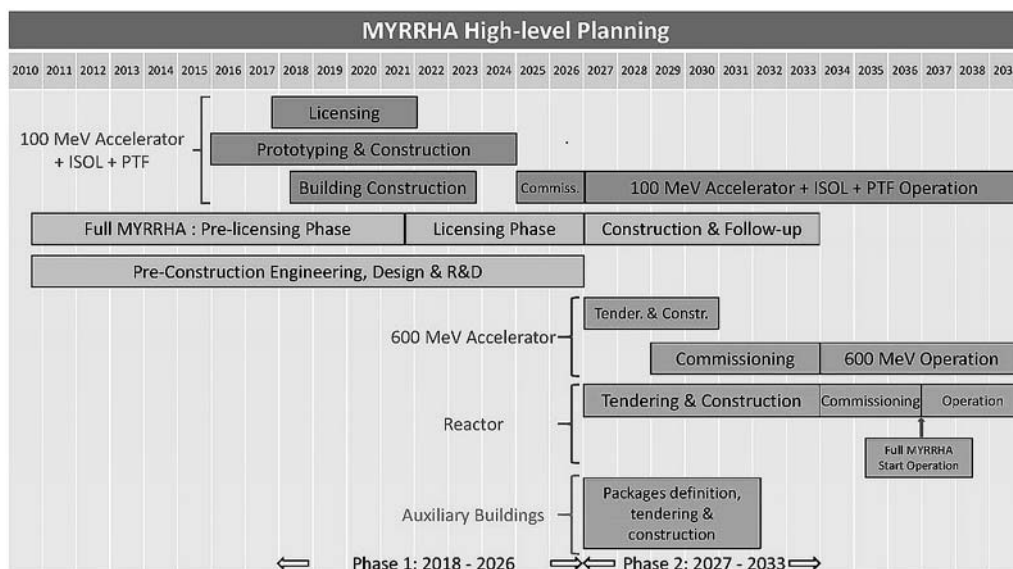 MYRRHA High-level Planning
2010 2011 2012 2013 2014 2015 2016 2017 2018 2019 2020 2021 2022 2023 2024 2025 2026 2027 2028 2029 2030 2031 2032 2033 2034 2035 2036 2037 2038 203
Licensing
100 MeV Accelerator
+ ISOL + PTF
Prototyping & Construction
Building Construction
Commiss.
100 MeV Accelerator + ISOL + PTF Operation
Full MYRRHA : Pre-licensing Phase
Licensing Phase
Construction & Follow-up
Pre-Construction Engineering, Design & R&D
600 MeV Accelerator
Tender. & Constr.
Commissioning
600 MeV Operation
Reactor
Tendering & Construction
Commissioning
Operation
Full MYRRHA
Start Operation
Auxiliary Buildings
Packages definition,
tendering &
construction
Phase 1: 2018 - 2026
Phase 2: 2027 - 2033